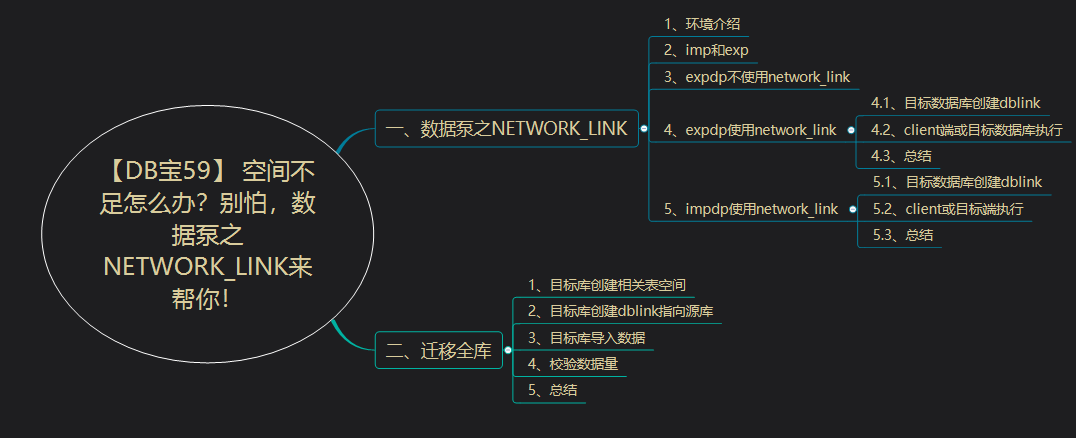 【DB宝59】 空间不
足怎么办？别怕，数
据泵之
NETWORK_LINK来
帮你！
一、数据泵之NETWORK_LINK
1、环境介绍
2、imp和exp
3、expdp不使用network_link
4、expdp使用network_link
4.1、目标数据库创建dblink
4.2、client端或目标数据库执行
4.3、总结
5、impdp使用network_link
5.1、目标数据库创建dblink
5.2、client或目标端执行
5.3、总结
二、迁移全库
1、目标库创建相关表空间
2、目标库创建dblink指向源库
3、目标库导入数据
4、校验数据量
5、总结